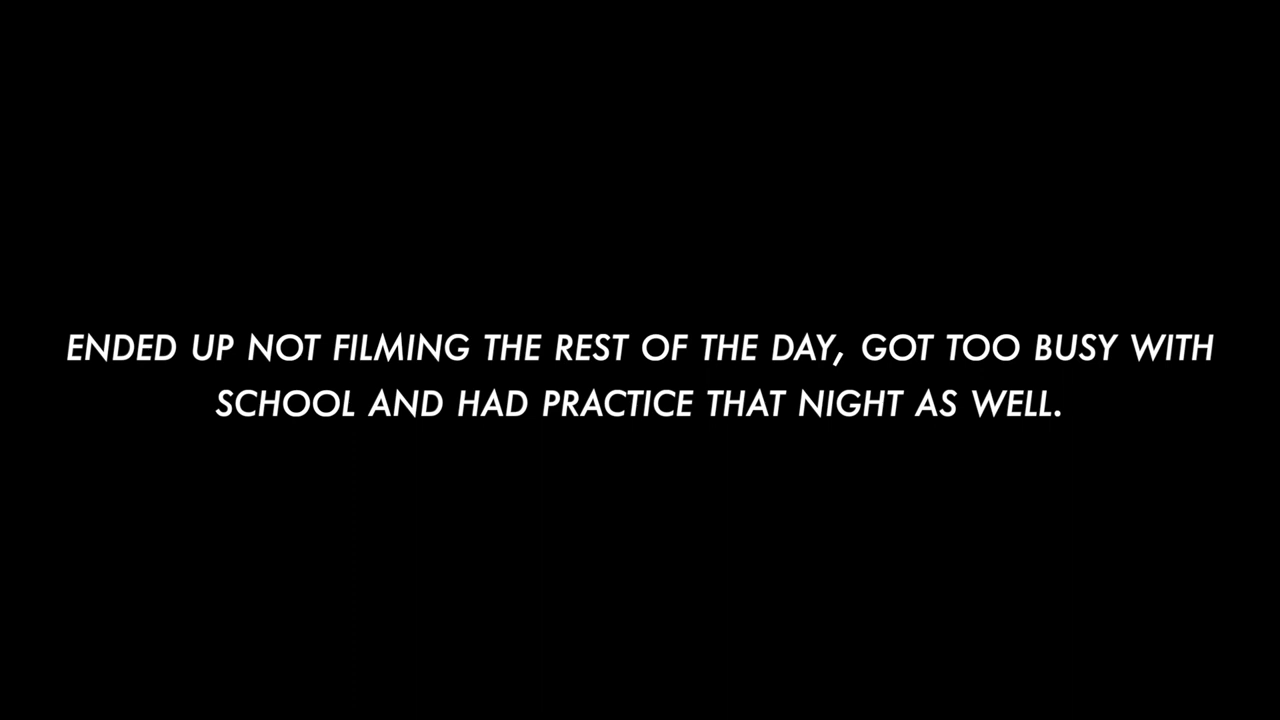 ENDED UP NOT FILMING THE REST OF THE DAY, GOT TOO BUSY WITH
SCHOOL AND HAD PRACTICE THAT NIGHT AS WELL.